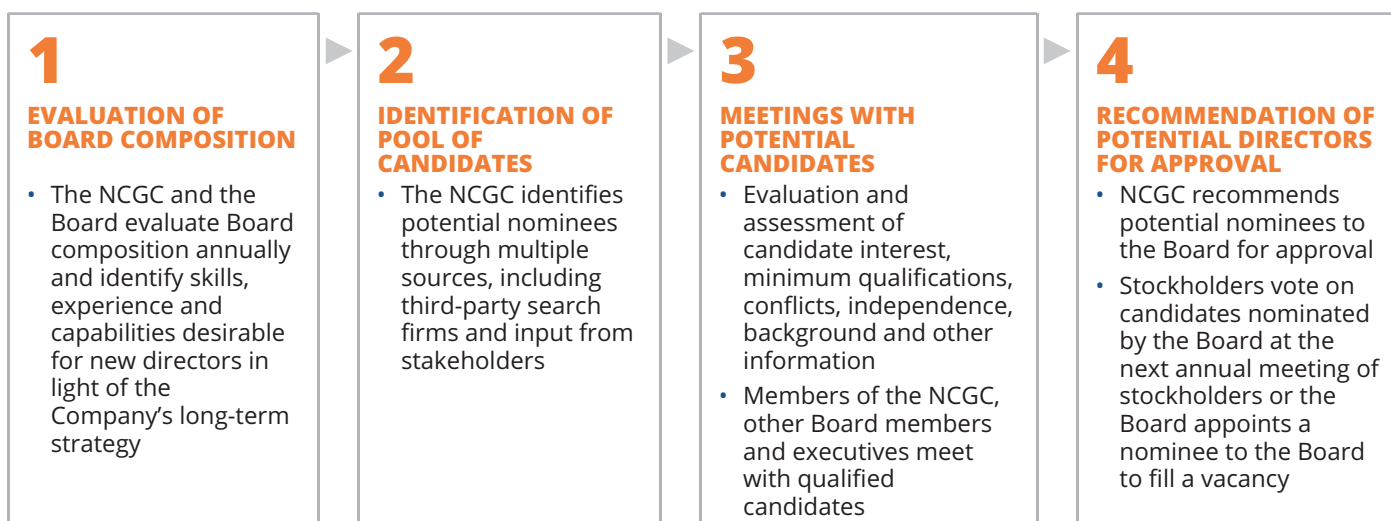 1
EVALUATION OF
BOARD COMPOSITION
• The NCGC and the
Board evaluate Board
composition annually
and identify skills,
experience and
capabilities desirable
for new directors in
light of the
Company’s long-term
strategy
2
IDENTIFICATION OF
POOL OF
CANDIDATES
• The NCGC identifies
potential nominees
through multiple
sources, including
third-party search
firms and input from
stakeholders
3
MEETINGS WITH
POTENTIAL
CANDIDATES
• Evaluation and
assessment of
candidate interest,
minimum qualifications,
conflicts, independence,
background and other
information
• Members of the NCGC,
other Board members
and executives meet
with qualified
candidates
4
RECOMMENDATION OF
POTENTIAL DIRECTORS
FOR APPROVAL
• NCGC recommends
potential nominees to
the Board for approval
• Stockholders vote on
candidates nominated
by the Board at the
next annual meeting of
stockholders or the
Board appoints a
nominee to the Board
to fill a vacancy